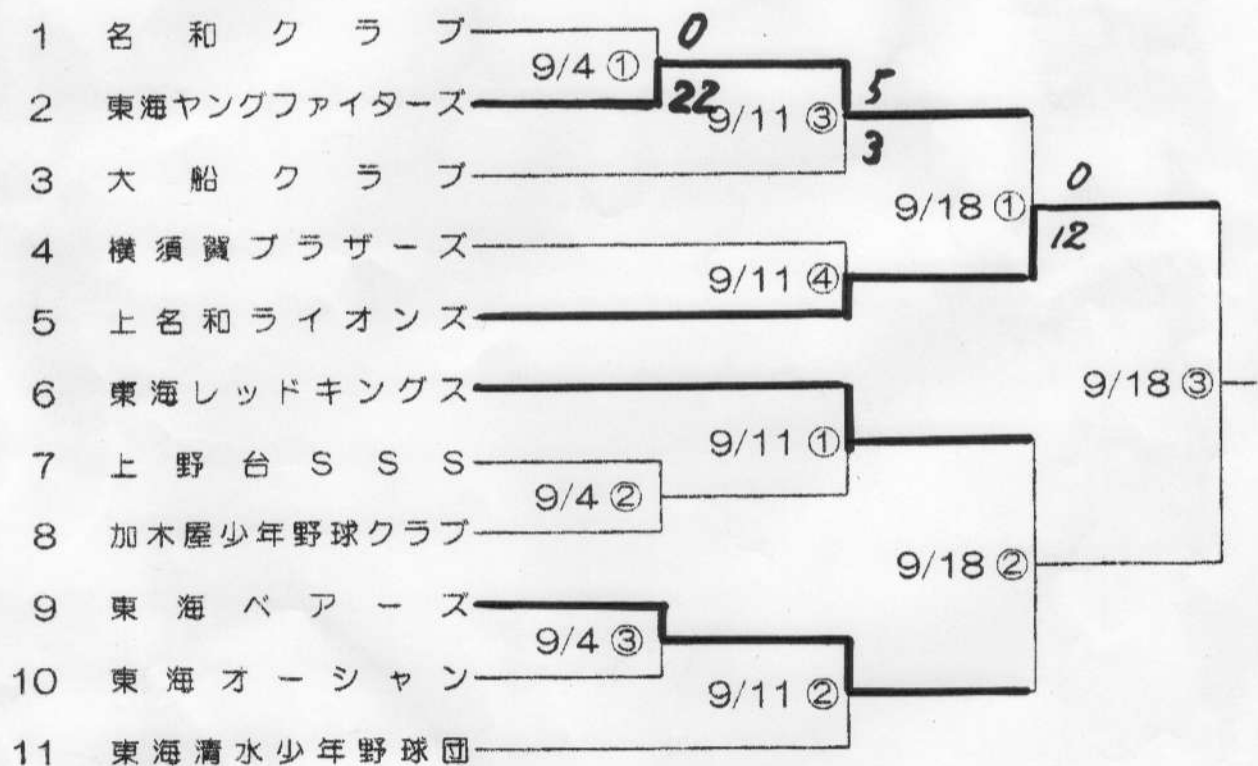 1 名和クラブ
0
9/4 ①
2 東海ヤングファイターズ
22
5
9/11 ③
3
3 大船クラブ
9/18 ①
0
12
4 横須賀ブラザーズ
9/11 ④
5 上名和ライオンズ
6 東海レッドキングス
9/18 ③
9/11 ①
7 上野台SSS
9/4 ②
8 加木屋少年野球クラブ
9/18 ②
9 東海ベアーズ
9/4 ③
10 東海オーシャン
9/11 ②
11 東海清水少年野球団